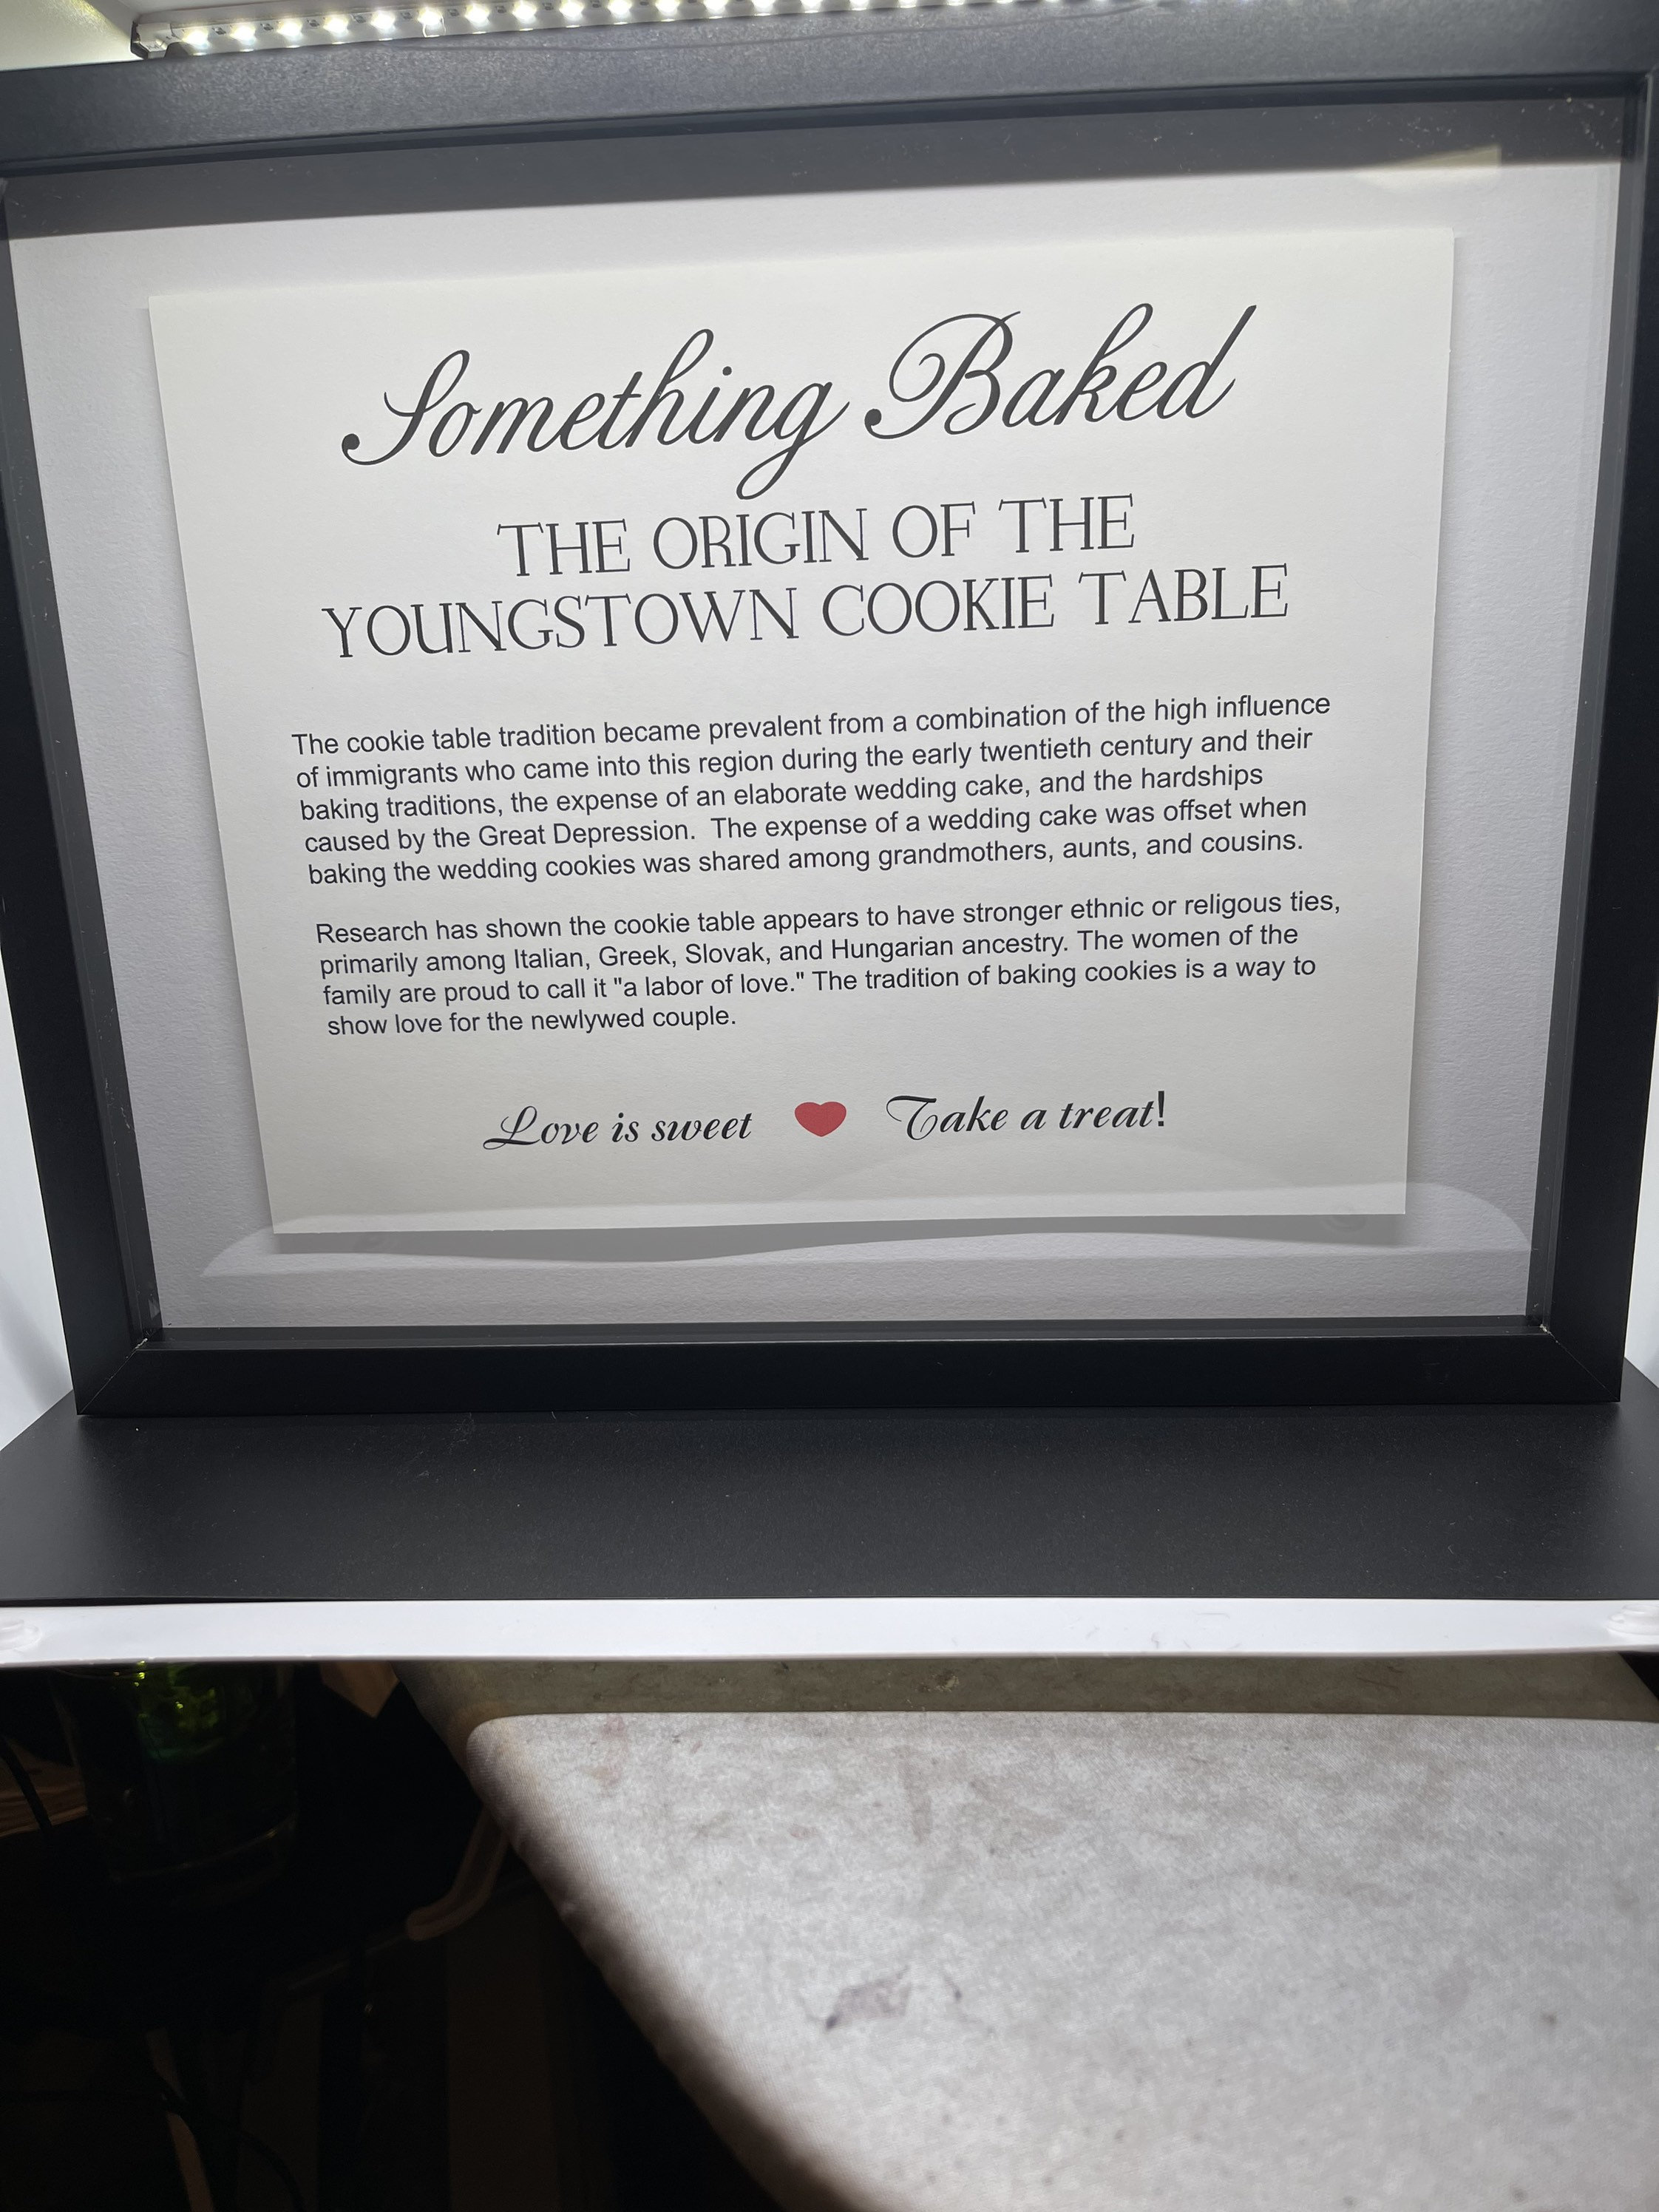 Something Baked
THE ORIGIN OF THE
YOUNGSTOWN COOKIE TABLE
The cookie table tradition became prevalent from a combination of the high influence
of immigrants who came into this region during the early twentieth century and their
baking traditions, the expense of an elaborate wedding cake, and the hardships
caused by the Great Depression.  The expense of a wedding cake was offset when
baking the wedding cookies was shared among grandmothers, aunts, and cousins.
Research has shown the cookie table appears to have stronger ethnic or religous ties,
primarily among Italian, Greek, Slovak, and Hungarian ancestry. The women of the
family are proud to call it "a labor of love." The tradition of baking cookies is a way to
show love for the newlywed couple.
Love is sweet Take a treat!